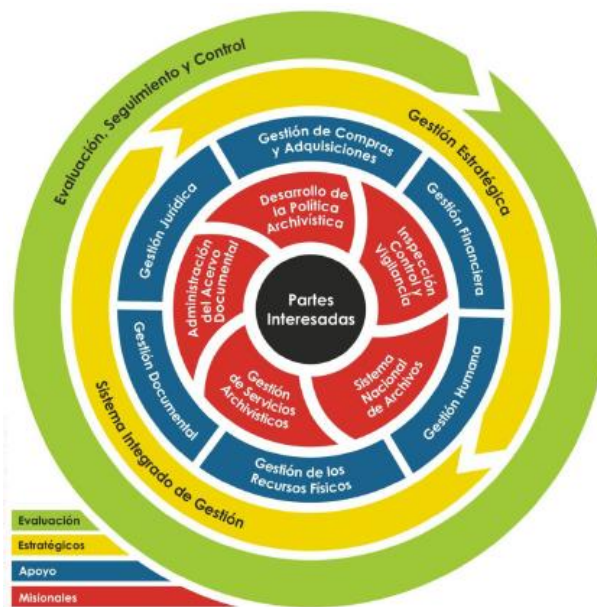 Evaluación, Seguimiento y Control
Gestión Estratégica
Sistema Integrado de Gestión
Gestión de Compras
y Adquisiciones
Gestión Financiera
Gestión Humana
Gestión de los
Recursos Físicos
Gestión Documental
Gestión Jurídica
Desarrollo de
la Política
Archivística
Inspección
Control y
Vigilancia
Sistema
Nacional
de Archivos
Gestión
de Servicios
Archivísticos
Administración
del Acervo
Documental
Partes
Interesadas
Evaluación
Estratégicos
Apoyo
Misionales